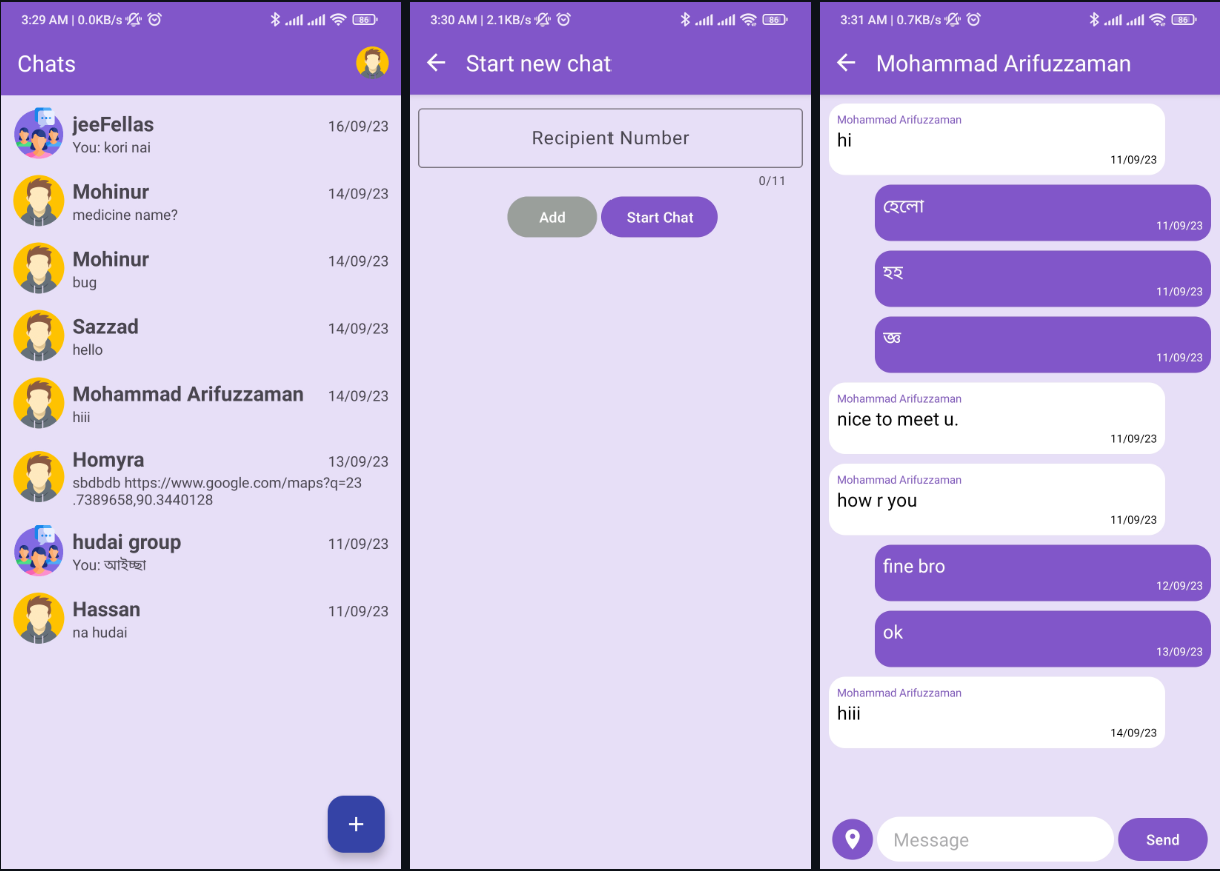 3:29 AM | 0.0KB/s
86
Chats
jeeFellas
16/09/23
You: kori nai
Mohinur
14/09/23
medicine name?
Mohinur
14/09/23
bug
Sazzad
14/09/23
hello
Mohammad Arifuzzaman
14/09/23
hiii
Homyra
13/09/23
sbdbdb https://www.google.com/maps?q=23
.7389658,90.3440128
hudai group
11/09/23
You: আইচ্ছা
Hassan
11/09/23
na hudai
+
3:30 AM | 2.1KB/s
86
Start new chat
Recipient Number
0/11
Add
Start Chat
3:31 AM | 0.7KB/s
86
Mohammad Arifuzzaman
Mohammad Arifuzzaman
hi
11/09/23
হেলো
11/09/23
হহ
11/09/23
জ্ঞ
11/09/23
Mohammad Arifuzzaman
nice to meet u.
11/09/23
Mohammad Arifuzzaman
how r you
11/09/23
fine bro
12/09/23
ok
13/09/23
Mohammad Arifuzzaman
hiii
14/09/23
Message
Send